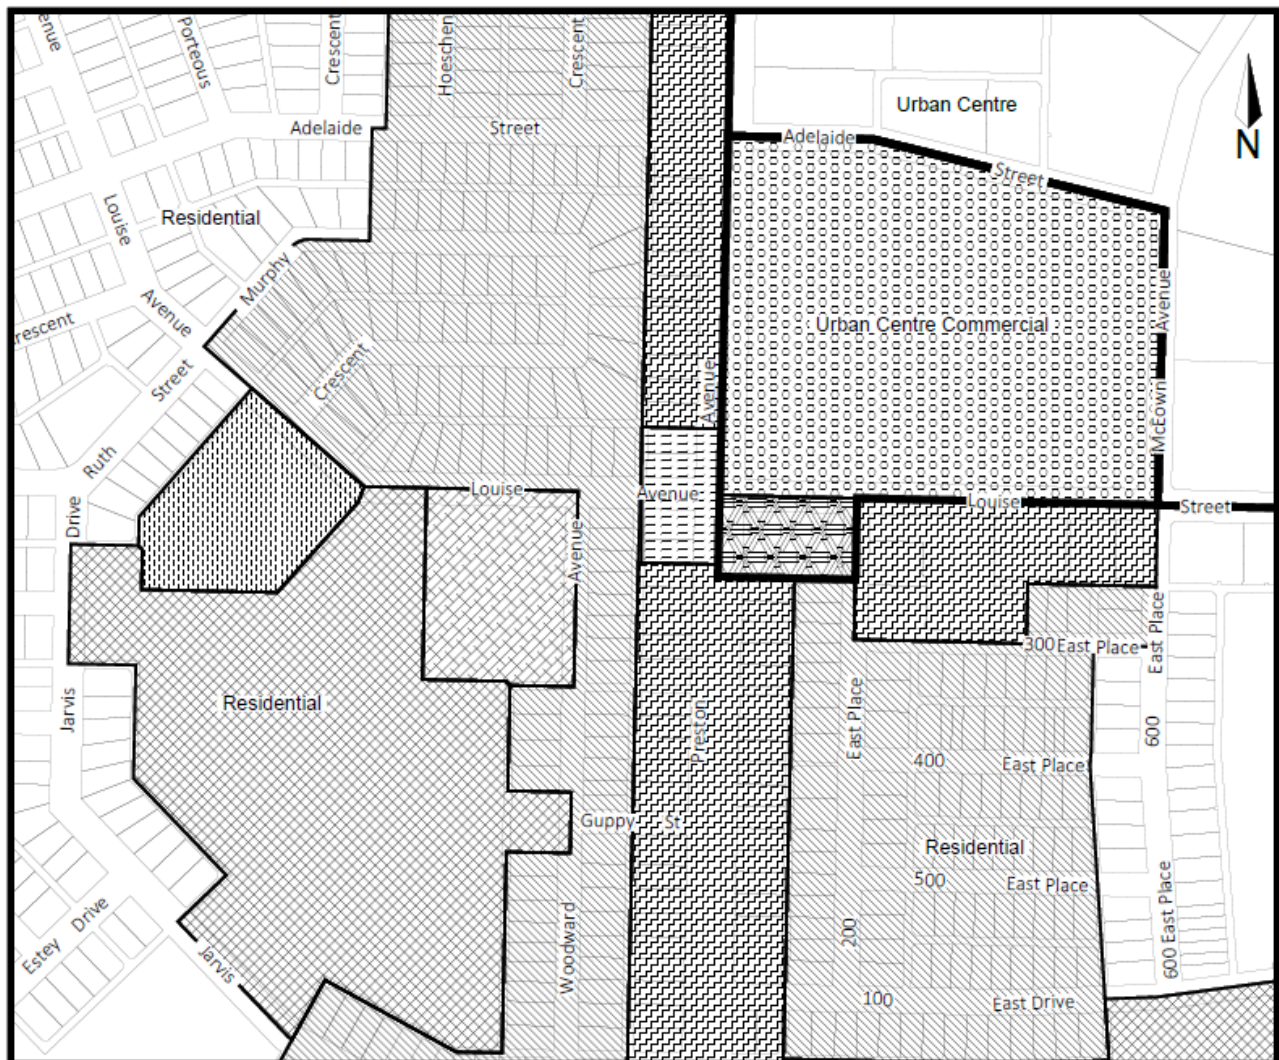 enue
Porteous
Crescent
Hoeschen
Crescent
Urban Centre
Adelaide
Street
Adelaide
Street
N
Louise
Residential
Murphy
Avenue
Avenue
rescent
Urban Centre Commercial
Street
Crescent
Avenue
McEown
Ruth
Drive
Louise
Avenue
Louise
Street
Avenue
East Place
300 East Place
Jarvis
Residential
Preston
East Place
600
400
East Place
Guppy St
Residential
500
East Place
Estey Drive
Jarvis
Woodward
200
600 East Place
100
East Drive